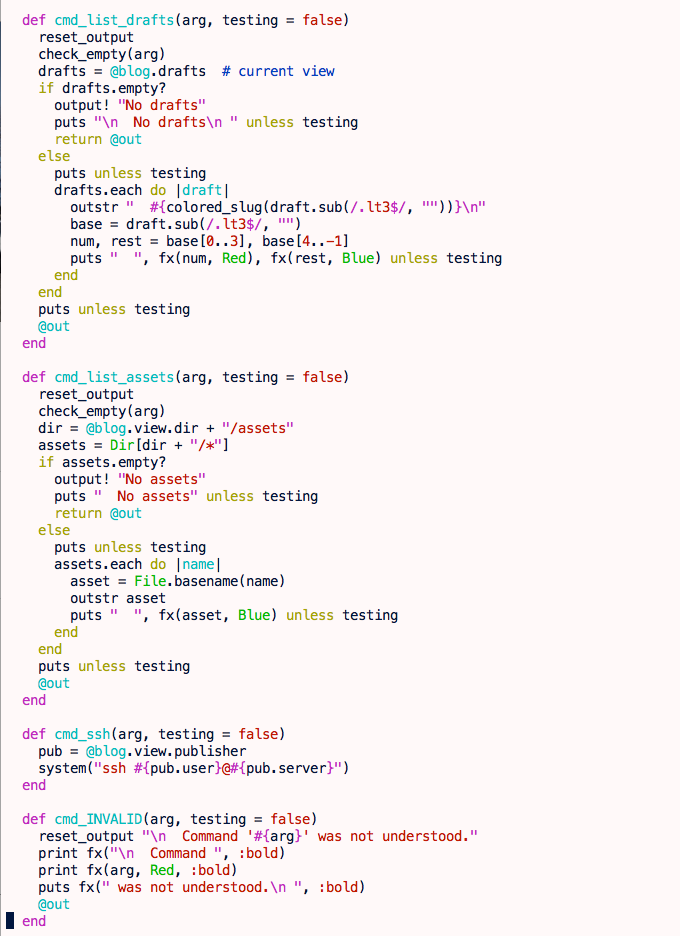 def cmd_list_drafts(arg, testing = false)
  reset_output
  check_empty(arg)
  drafts = @blog.drafts  # current view
  if drafts.empty?
    output! "No drafts"
    puts "\n  No drafts\n " unless testing
    return @out
  else
    puts unless testing
    drafts.each do |draft|
      outstr "  #{colored_slug(draft.sub(/.lt3$/, ""))}\n"
      base = draft.sub(/.lt3$/, "")
      num, rest = base[0..3], base[4..-1]
      puts "  ", fx(num, Red), fx(rest, Blue) unless testing
    end
  end
  puts unless testing
  @out
end

def cmd_list_assets(arg, testing = false)
  reset_output
  check_empty(arg)
  dir = @blog.view.dir + "/assets"
  assets = Dir[dir + "/*"]
  if assets.empty?
    output! "No assets"
    puts "  No assets" unless testing
    return @out
  else
    puts unless testing
    assets.each do |name|
      asset = File.basename(name)
      outstr asset
      puts "  ", fx(asset, Blue) unless testing
    end
  end
  puts unless testing
  @out
end

def cmd_ssh(arg, testing = false)
  pub = @blog.view.publisher
  system("ssh #{pub.user}@#{pub.server}")
end

def cmd_INVALID(arg, testing = false)
  reset_output "\n  Command '#{arg}' was not understood."
  print fx("\n  Command ", :bold)
  print fx(arg, Red, :bold)
  puts fx(" was not understood.\n ", :bold)
  @out
end